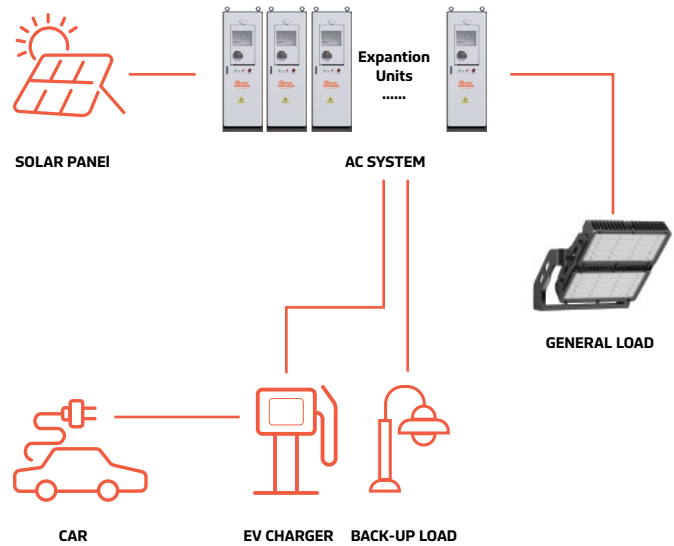 Expantion
Units
......
SOLAR PANEl
AC SYSTEM
GENERAL LOAD
CAR
EV CHARGER
BACK-UP LOAD